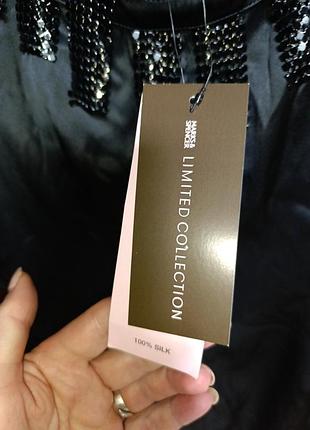 MARKS&
SPENCER
LIMITED COLLECTION
100% SILK